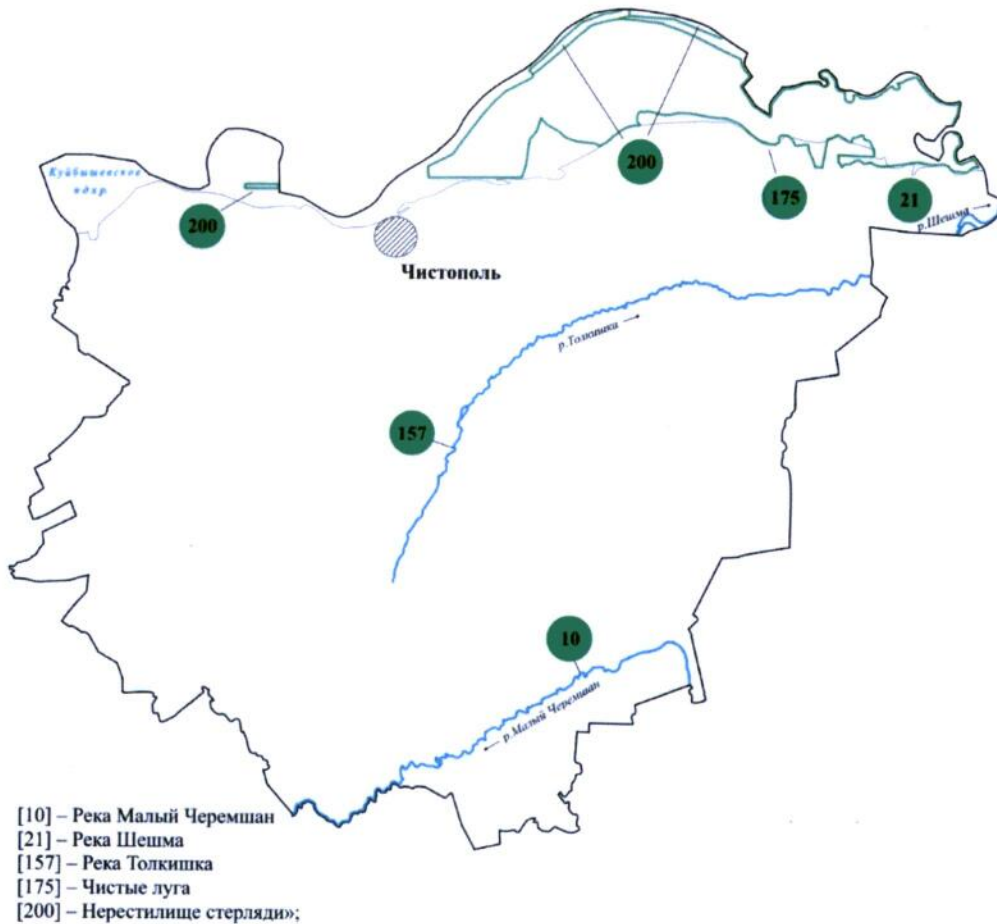 200
Куйбышевское
вдхр.
200
175
21
р.Шешма
Чистополь
р.Толкишка
157
10
р.Малый Черемшан
[10] – Река Малый Черемшан
[21] – Река Шешма
[157] – Река Толкишка
[175] – Чистые луга
[200] – Нерестилище стерляди»;